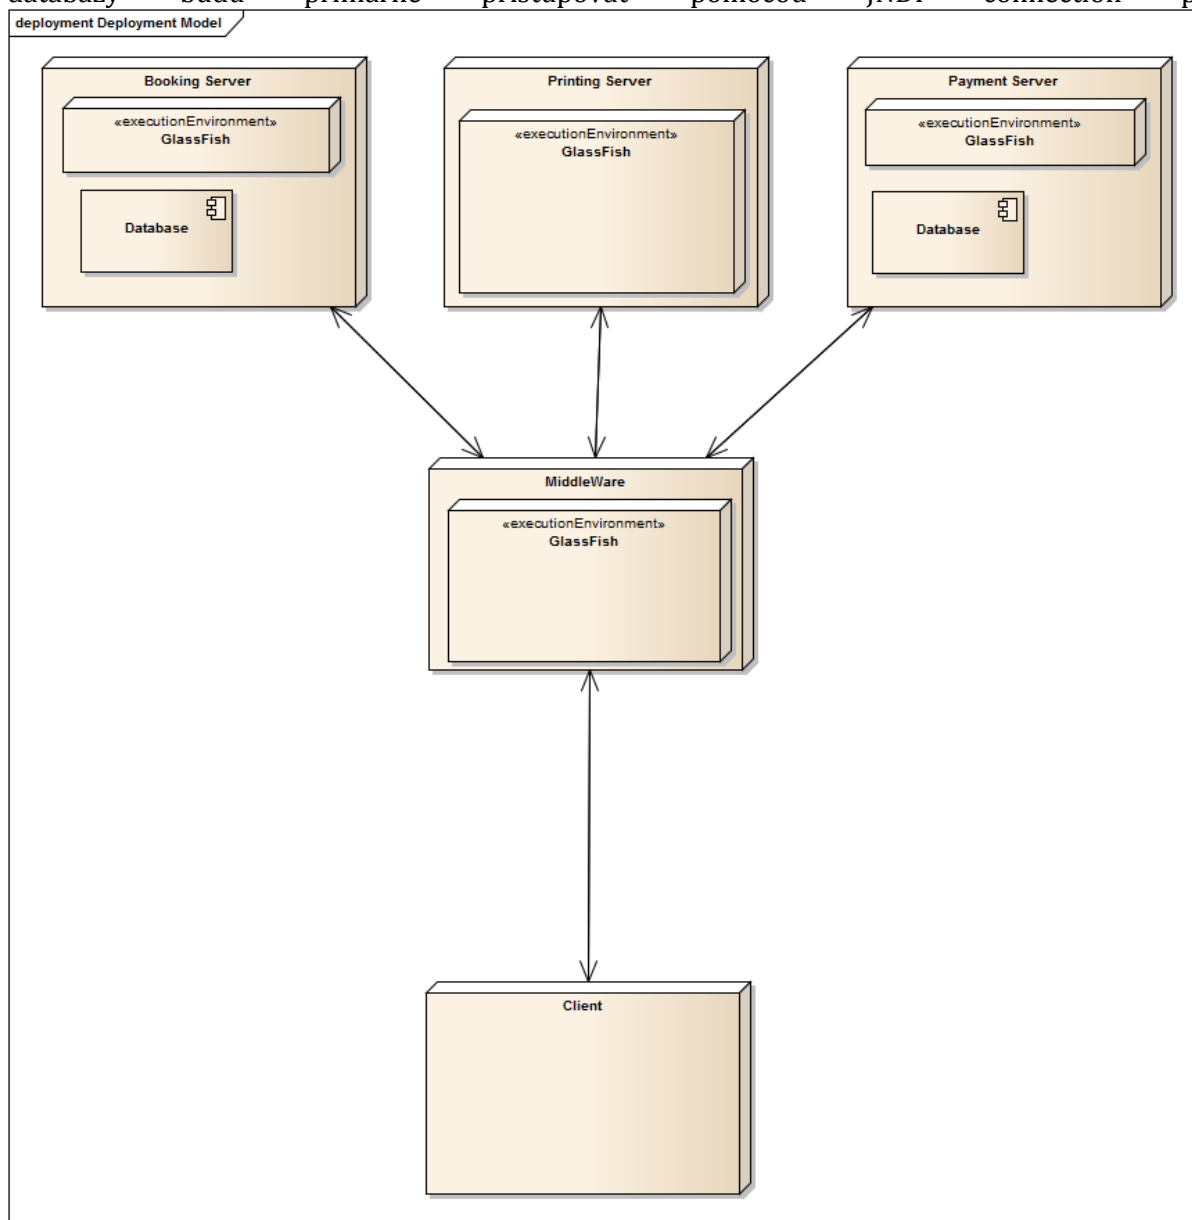 databázy budú primárne pristupovať pomocou JNDI connection
deployment Deployment Model
Booking Server
«executionEnvironment»
GlassFish
Database
Printing Server
«executionEnvironment»
GlassFish
Payment Server
«executionEnvironment»
GlassFish
Database
MiddleWare
«executionEnvironment»
GlassFish
Client